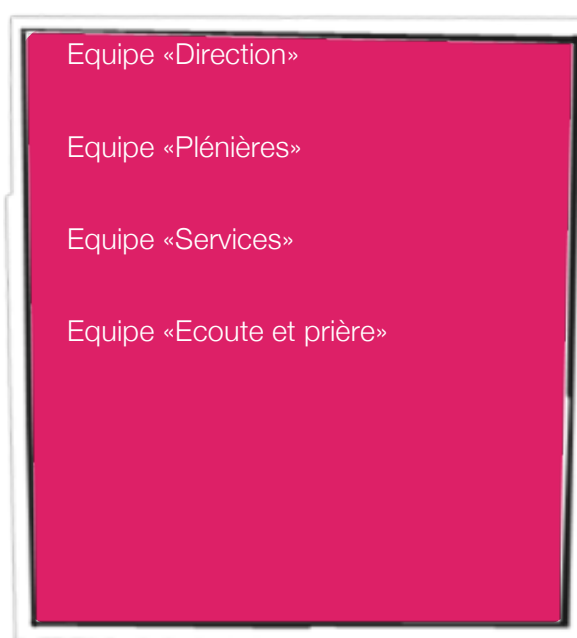 Equipe «Direction»
Equipe «Plénières»
Equipe «Services»
Equipe «Ecoute et prière»